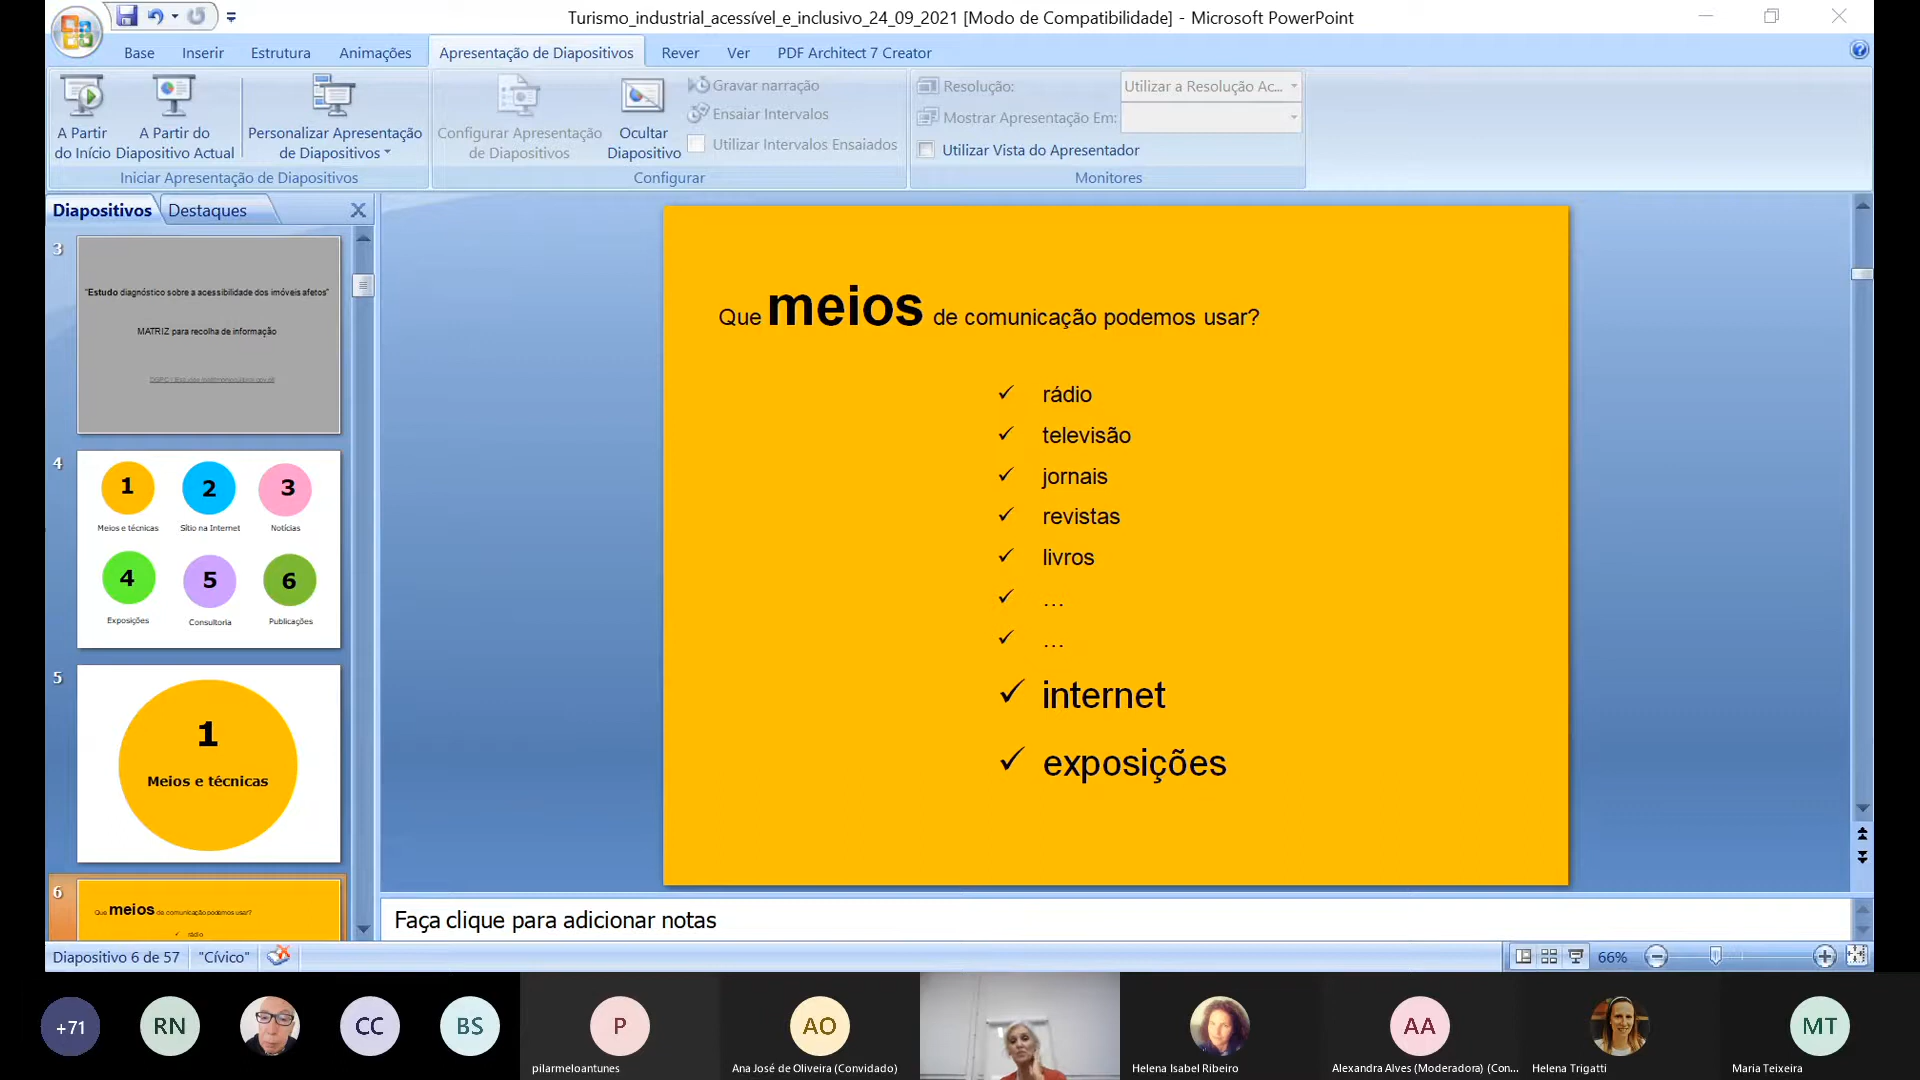 Turismo_industrial_acessível_e_inclusivo_24_09_2021 [Modo de Compatibilidade] - Microsoft PowerPoint
Base Inserir Estrutura Animações Apresentação de Diapositivos Rever Ver PDF Architect 7 Creator
A Partir do Início
A Partir do Diapositivo Actual
Personalizar Apresentação de Diapositivos
Iniciar Apresentação de Diapositivos
Configurar Apresentação de Diapositivos
Ocultar Diapositivo
Gravar narração
Ensaiar Intervalos
Utilizar Intervalos Ensaiados
Configurar
Resolução: Utilizar a Resolução Ac...
Mostrar Apresentação Em:
Utilizar Vista do Apresentador
Monitores
Diapositivos Destaques
3
"Estudo diagnóstico sobre a acessibilidade dos imóveis afetos"
MATRIZ para recolha de informação
4
1 2 3
Meios e técnicas Sítio na Internet Notícias
4 5 6
Exposições Consultoria Publicações
5
1
Meios e técnicas
6
Que meios de comunicação podemos usar?
✓ rádio
Que meios de comunicação podemos usar?
✓ rádio
✓ televisão
✓ jornais
✓ revistas
✓ livros
✓ …
✓ …
✓ internet
✓ exposições
Faça clique para adicionar notas
Diapositivo 6 de 57 "Cívico" 66%
+71 RN CC BS P AO AA MT
pilarmeloantunes Ana José de Oliveira (Convidado) Helena Isabel Ribeiro Alexandra Alves (Moderadora) (Con... Helena Trigatti Maria Teixeira